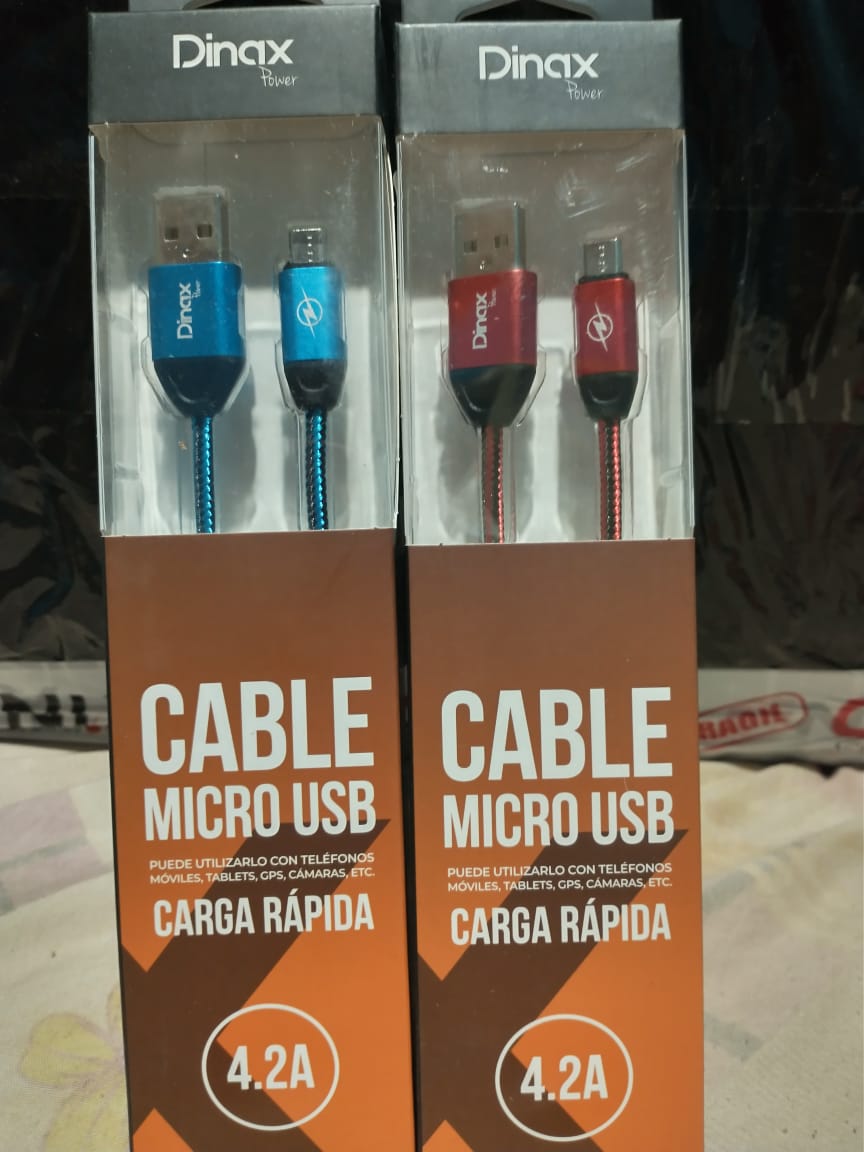 Dinax
Power
Dinax
Power
CABLE
MICRO USB
PUEDE UTILIZARLO CON TELÉFONOS
MÓVILES, TABLETS, GPS, CÁMARAS, ETC.
CARGA RÁPIDA
4.2A
Dinax
Power
Dinax
Power
CABLE
MICRO USB
PUEDE UTILIZARLO CON TELÉFONOS
MÓVILES, TABLETS, GPS, CÁMARAS, ETC.
CARGA RÁPIDA
4.2A